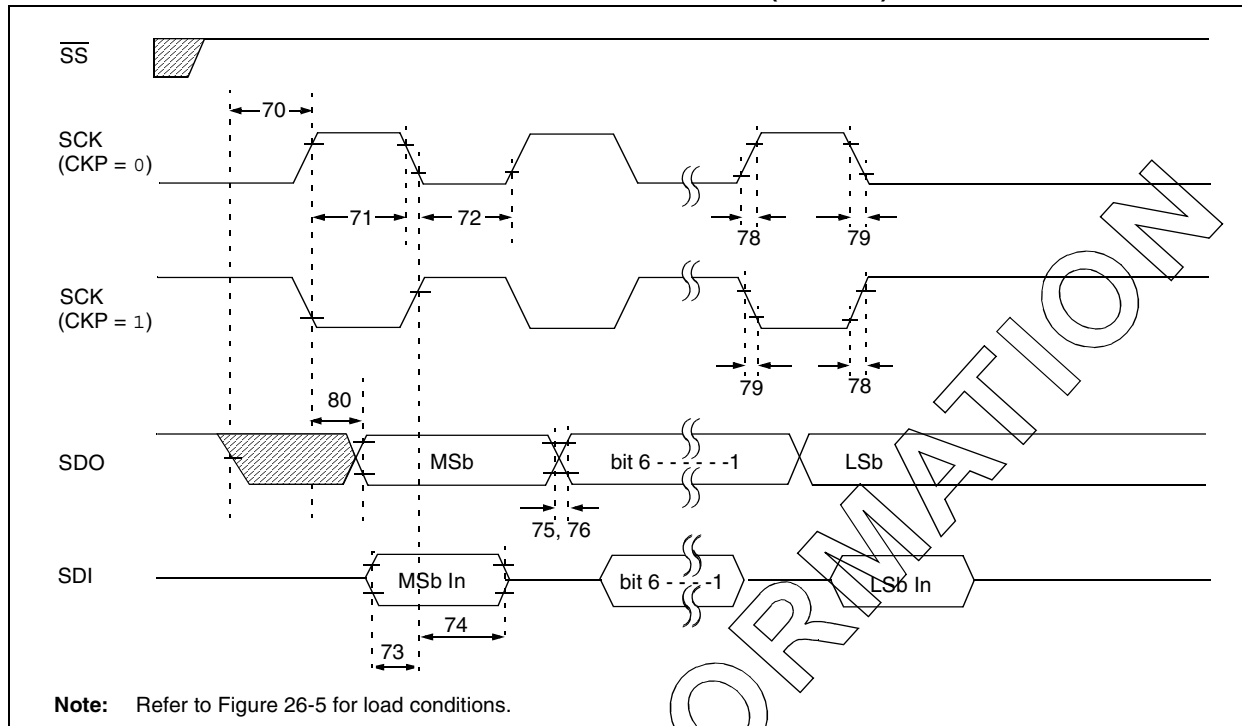 SS
70
SCK
(CKP = 0)
71
72
78
79
SCK
(CKP = 1)
79
78
80
SDO
MSb
bit 6 - - - - - -1
LSb
75, 76
SDI
MSb In
bit 6 - - - - -1
LSb In
74
73
Note: Refer to Figure 26-5 for load conditions.
ORMATION